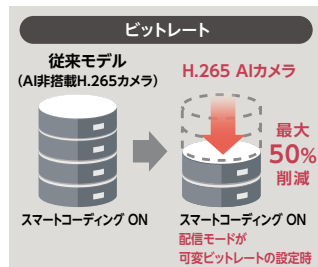 ビットレート
従来モデル
(AI非搭載H.265カメラ)
H.265 AIカメラ
最大
50%
削減
スマートコーディング ON
スマートコーディング ON
配信モードが
可変ビットレートの設定時